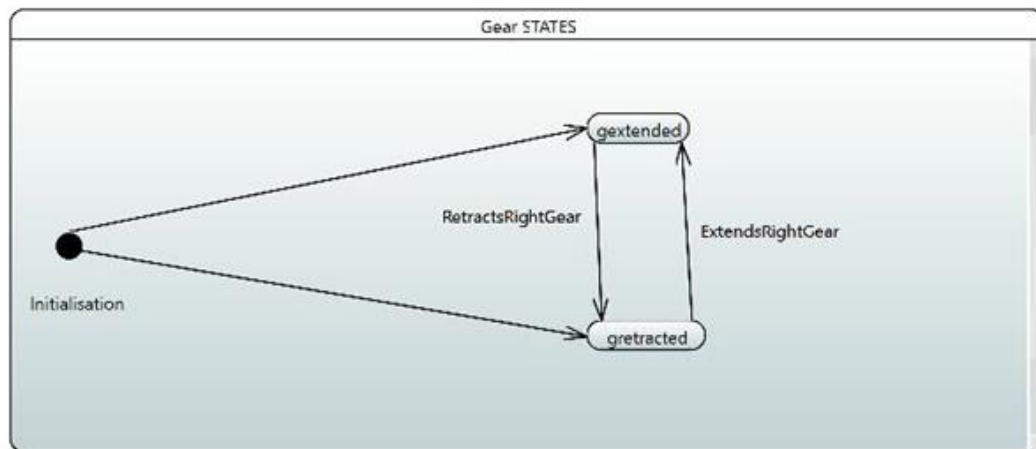 Gear STATES
gextended
RetractsRightGear
ExtendsRightGear
Initialisation
gretracted